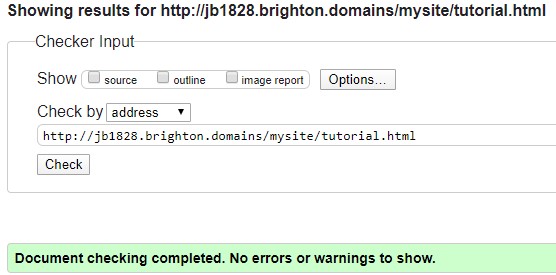 Showing results for http://jb1828.brighton.domains/mysite/tutorial.html
Checker Input
Show source outline image report Options...
Check by address
http://jb1828.brighton.domains/mysite/tutorial.html
Check
Document checking completed. No errors or warnings to show.